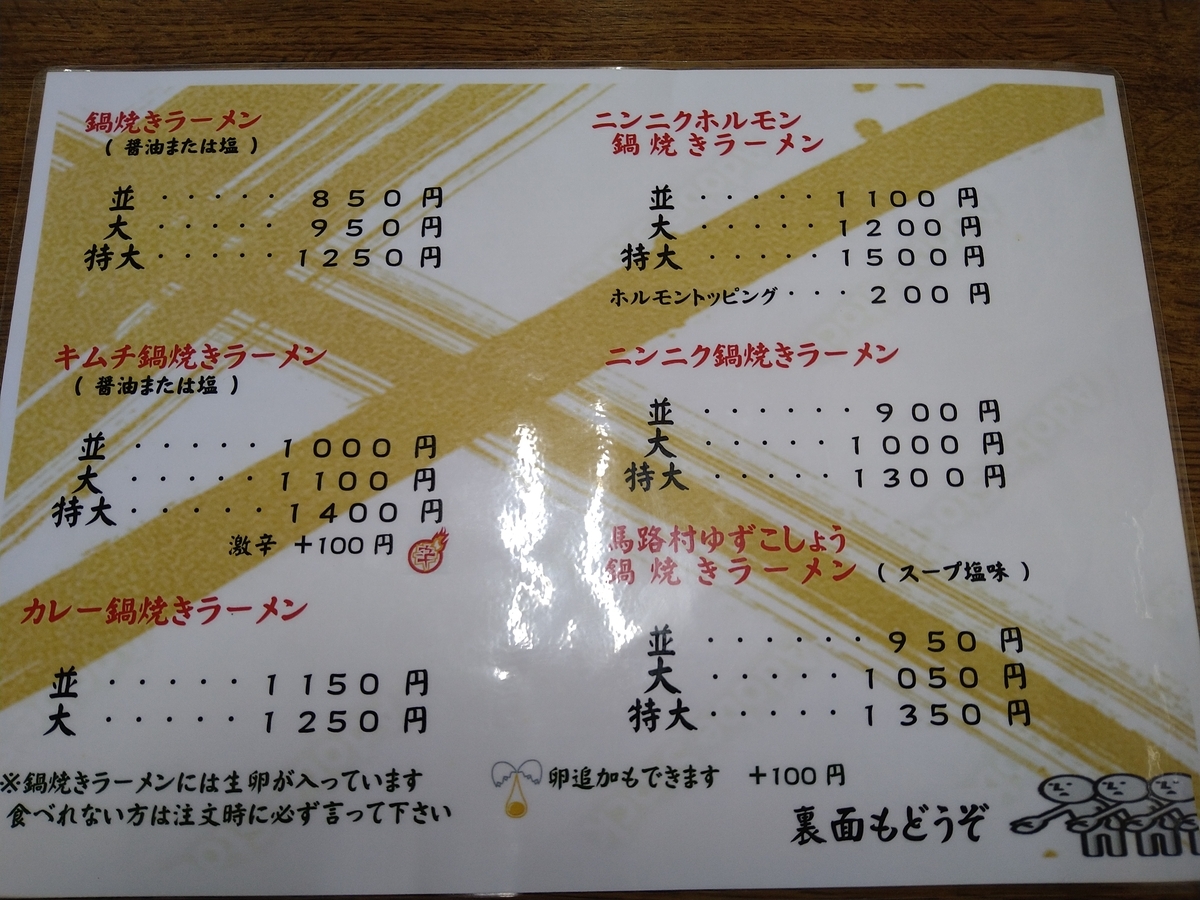 鍋焼きラーメン
( 醤油または塩 )
並 ・・・・・ 850円
大 ・・・・・ 950円
特大・・・・・ 1250円
キムチ鍋焼きラーメン
( 醤油または塩 )
並 ・・・・・ 1000円
大 ・・・・・ 1100円
特大・・・・・ 1400円
激辛 +100円
辛
カレー鍋焼きラーメン
並 ・・・・・ 1150円
大 ・・・・・ 1250円
※鍋焼きラーメンには生卵が入っています
食べれない方は注文時に必ず言って下さい
ニンニクホルモン
鍋焼きラーメン
並 ・・・・・ 1100円
大 ・・・・・ 1200円
特大 ・・・・・ 1500円
ホルモントッピング・・・ 200円
ニンニク鍋焼きラーメン
並 ・・・・・・ 900円
大 ・・・・・ 1000円
特大 ・・・・・ 1300円
馬路村ゆずこしょう
鍋焼きラーメン ( スープ塩味 )
並 ・・・・・・ 950円
大 ・・・・・ 1050円
特大・・・・・ 1350円
卵追加もできます +100円
裏面もどうぞ